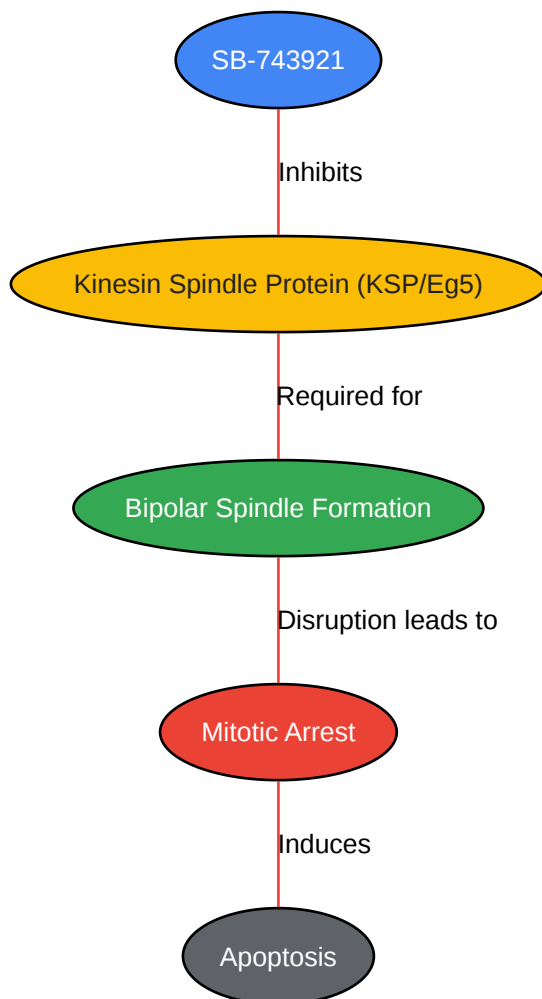 SB-743921
Inhibits
Kinesin Spindle Protein (KSP/Eg5)
Required for
Bipolar Spindle Formation
Disruption leads to
Mitotic Arrest
Induces
Apoptosis